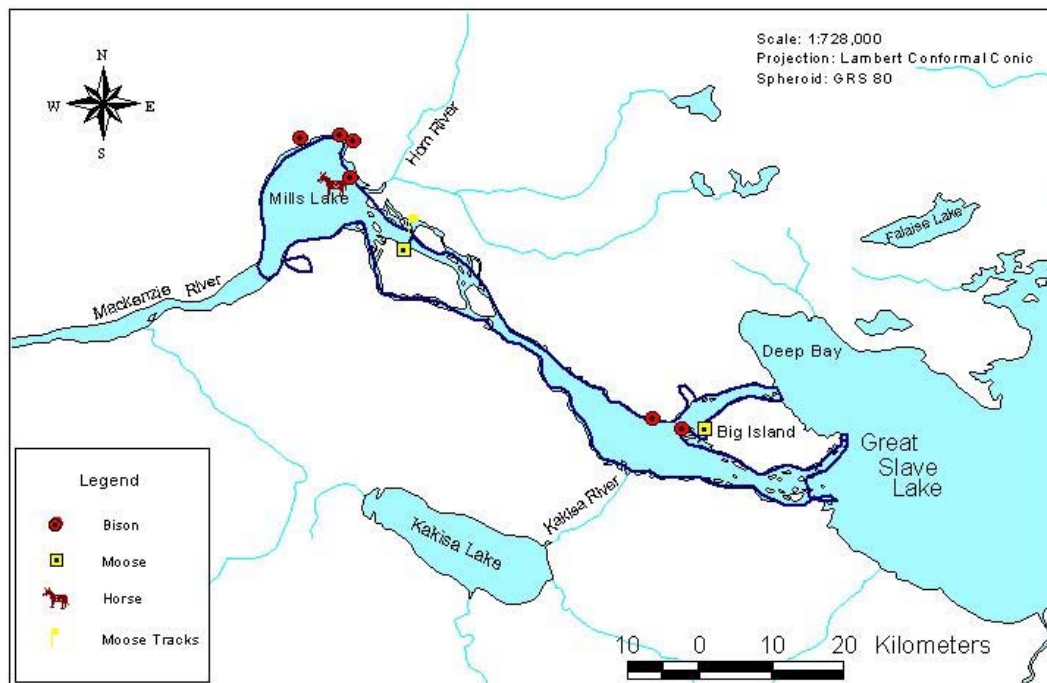 Scale: 1:728,000
Projection: Lambert Conformal Conic
Spheroid: GRS 80
N
W E
S
Horn River
Mills Lake
Falaise Lake
Mackenzie River
Deep Bay
Big Island
Great
Slave
Lake
Kakisa River
Kakisa Lake
Legend
Bison
Moose
Horse
Moose Tracks
10 0 10 20 Kilometers